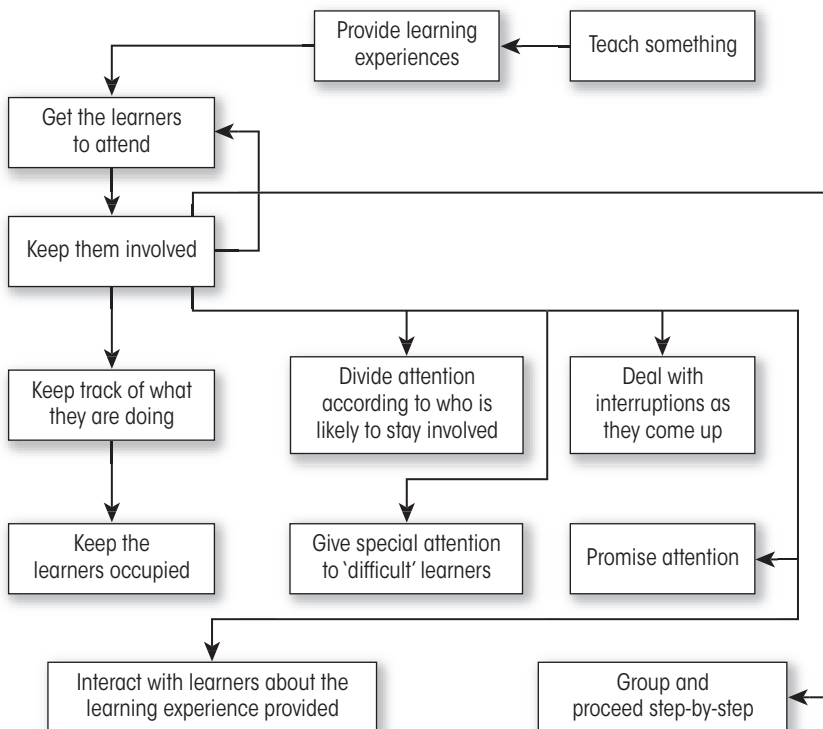 Provide learning
experiences
Teach something
Get the learners
to attend
Keep them involved
Keep track of what
they are doing
Divide attention
according to who is
likely to stay involved
Deal with
interruptions as
they come up
Keep the
learners occupied
Give special attention
to ‘difficult’ learners
Promise attention
Interact with learners about the
learning experience provided
Group and
proceed step-by-step